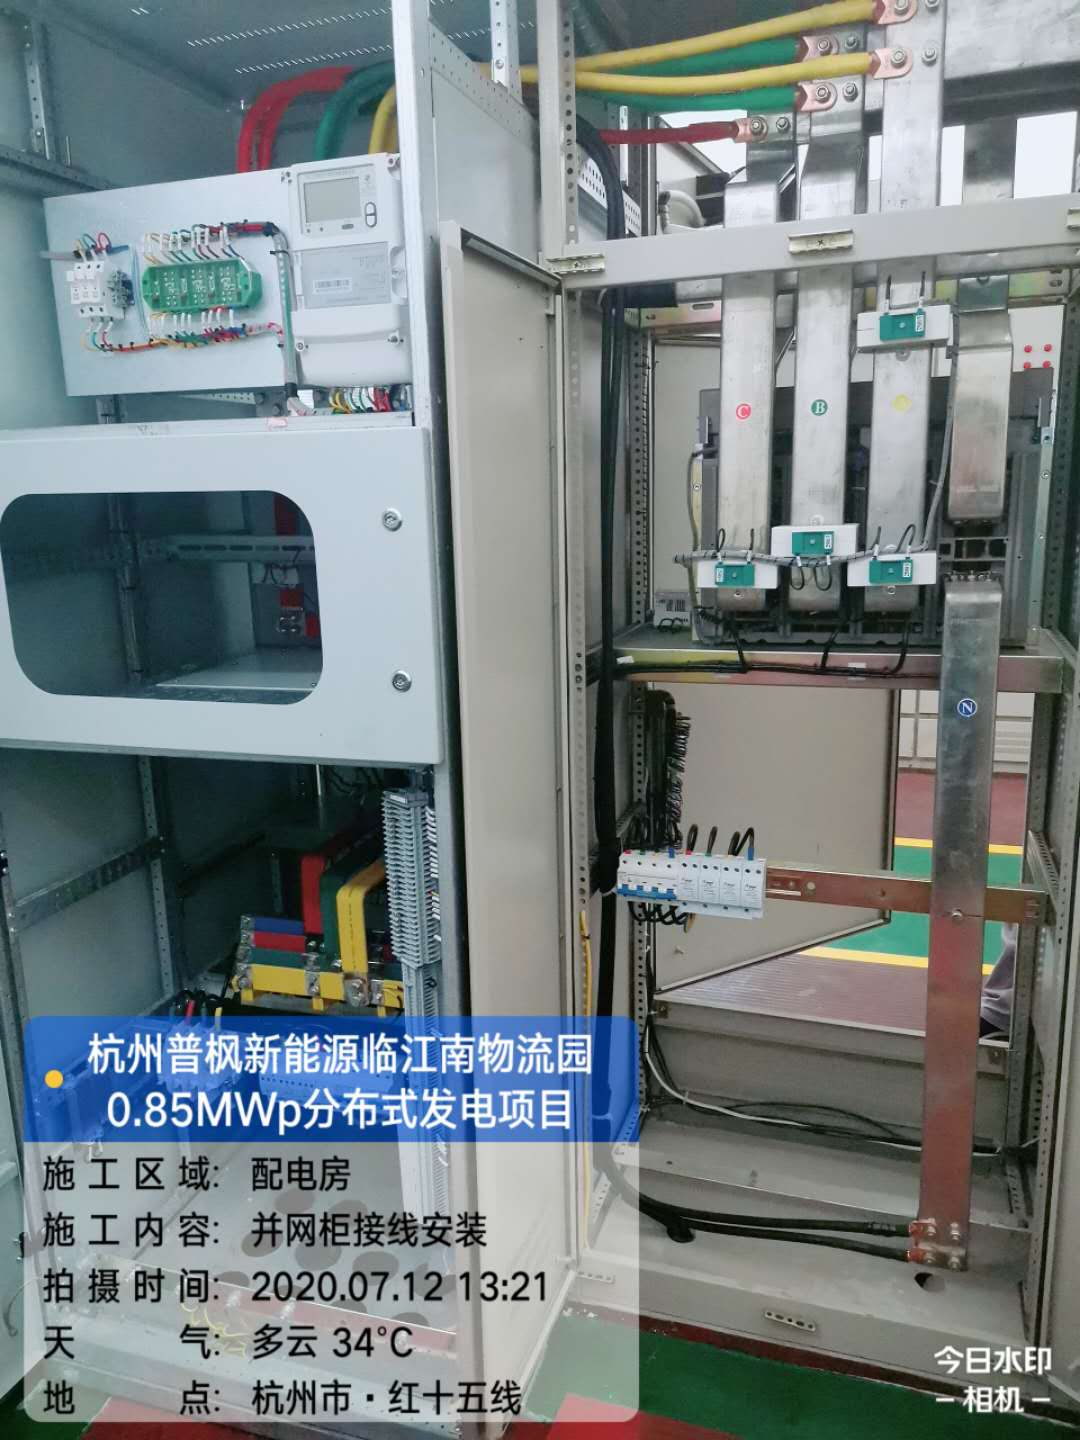 C
B
N
杭州普枫新能源临江南物流园
0.85MWp分布式发电项目
施工区域: 配电房
施工内容: 并网柜接线安装
拍摄时间: 2020.07.12 13:21
天气: 多云 34°C
地点: 杭州市·红十五线
今日水印
-相机-